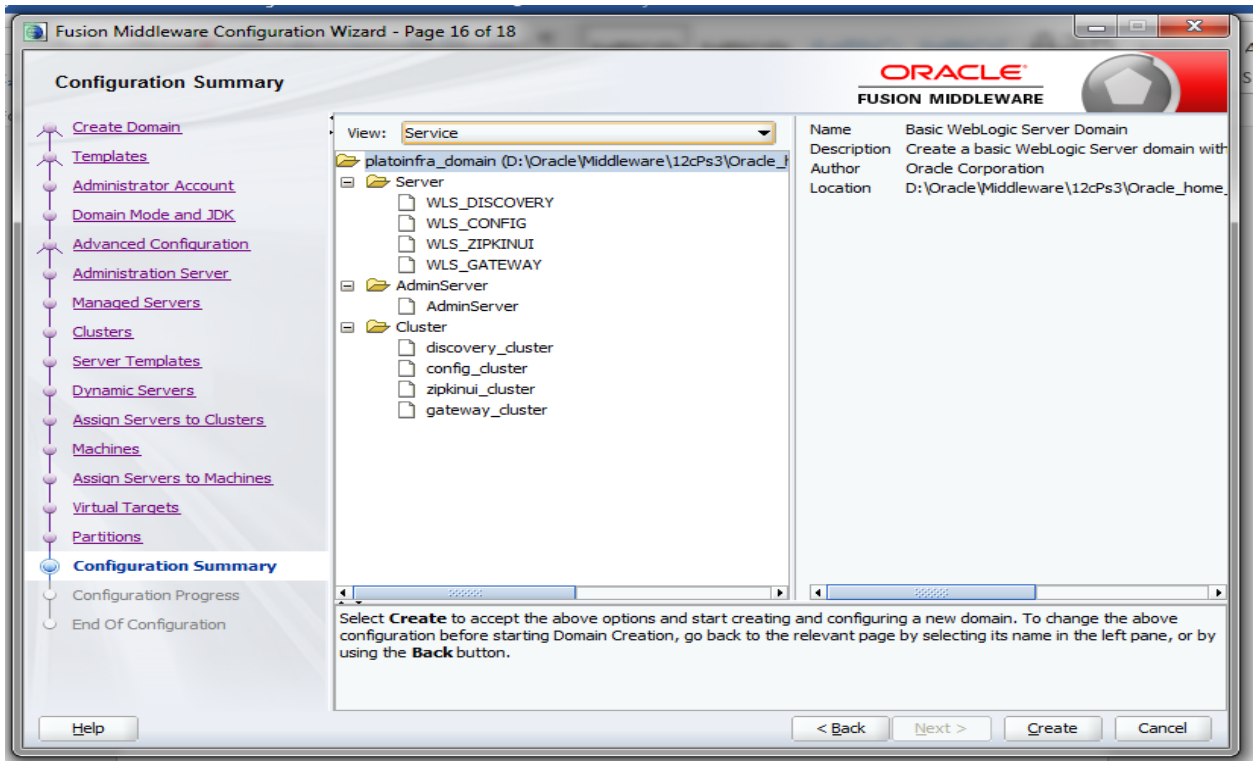 Fusion Middleware Configuration Wizard - Page 16 of 18
Configuration Summary
ORACLE®
FUSION MIDDLEWARE
Create Domain
Templates
Administrator Account
Domain Mode and JDK
Advanced Configuration
Administration Server
Managed Servers
Clusters
Server Templates
Dynamic Servers
Assign Servers to Clusters
Machines
Assign Servers to Machines
Virtual Targets
Partitions
Configuration Summary
Configuration Progress
End Of Configuration
View: Service
platoinfra_domain (D:\Oracle\Middleware\12cPs3\Oracle_
Server
WLS_DISCOVERY
WLS_CONFIG
WLS_ZIPKINUI
WLS_GATEWAY
AdminServer
AdminServer
Cluster
discovery_cluster
config_cluster
zipkinui_cluster
gateway_cluster
Name Basic WebLogic Server Domain
Description Create a basic WebLogic Server domain with
Author Oracle Corporation
Location D:\Oracle\Middleware\12cPs3\Oracle_home_
Select Create to accept the above options and start creating and configuring a new domain. To change the above
configuration before starting Domain Creation, go back to the relevant page by selecting its name in the left pane, or by
using the Back button.
Help
< Back
Next >
Create
Cancel